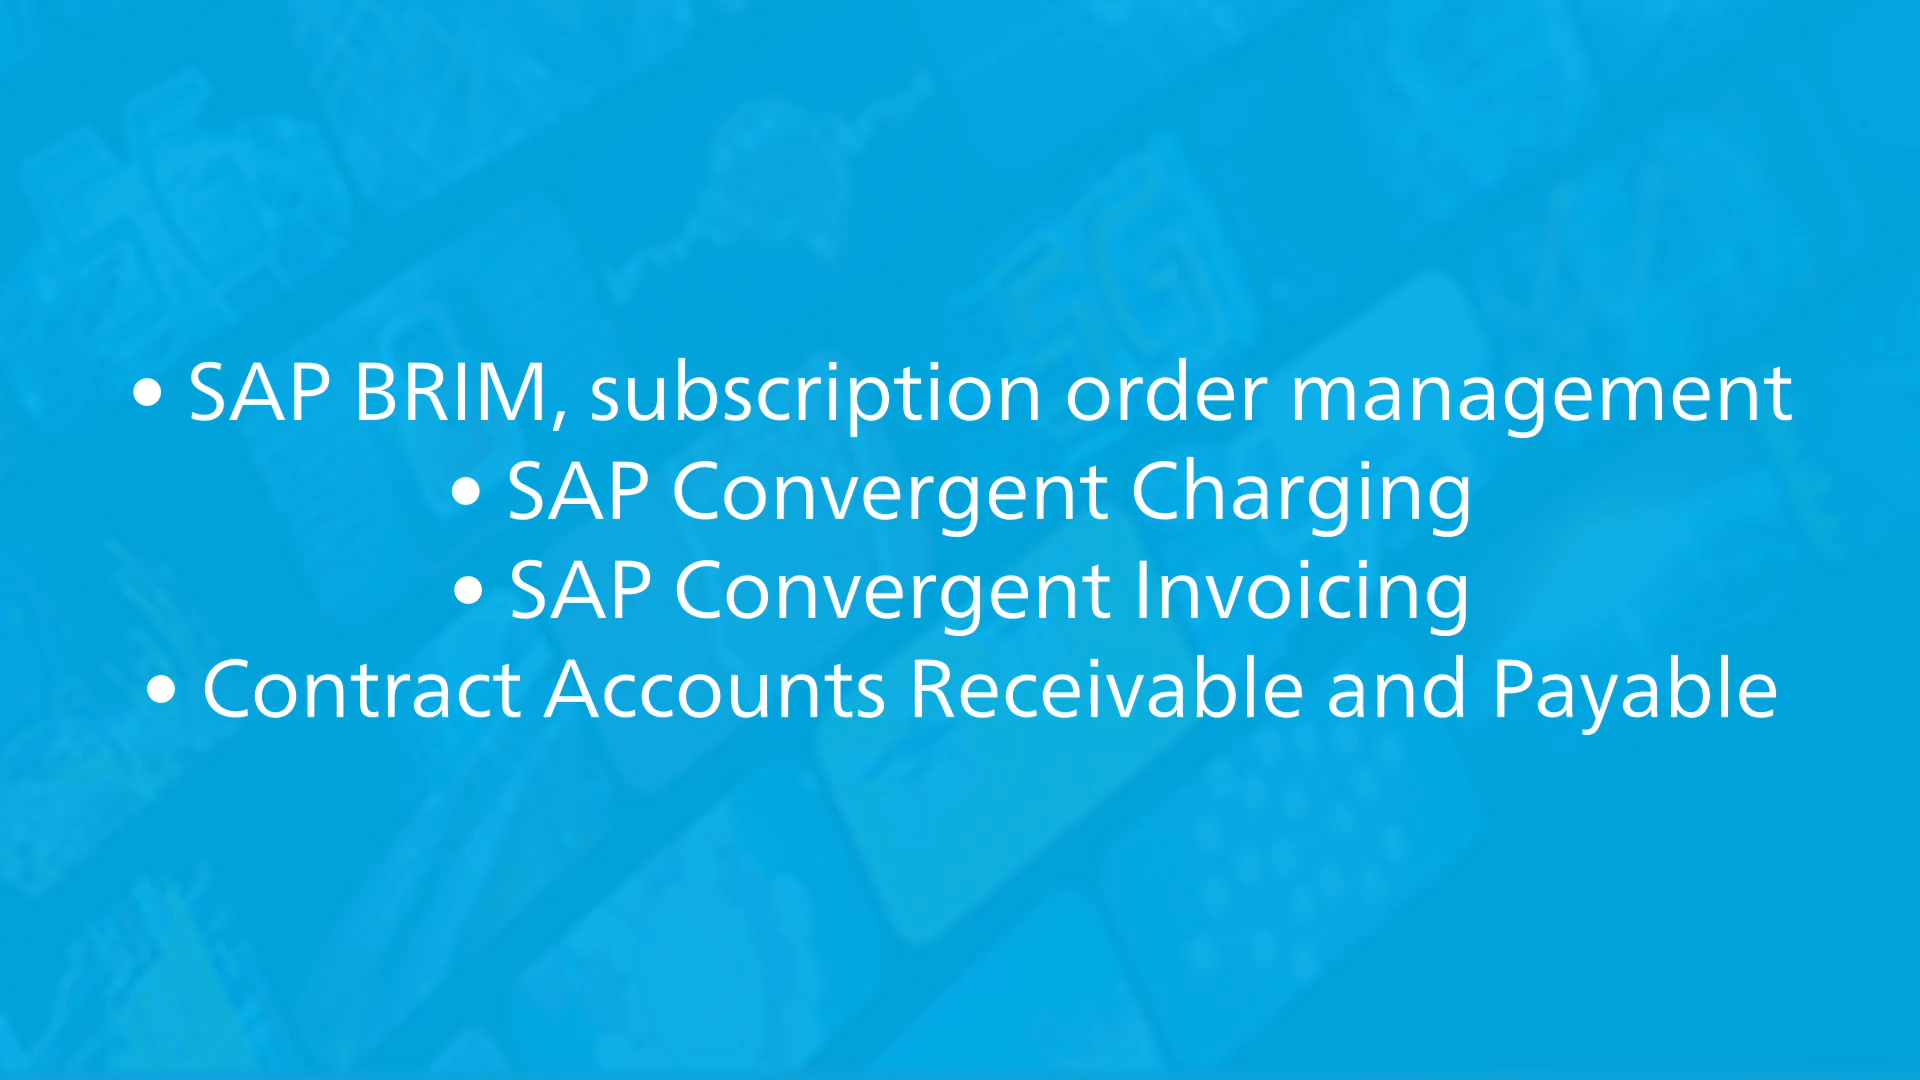 • SAP BRIM, subscription order management
• SAP Convergent Charging
• SAP Convergent Invoicing
• Contract Accounts Receivable and Payable